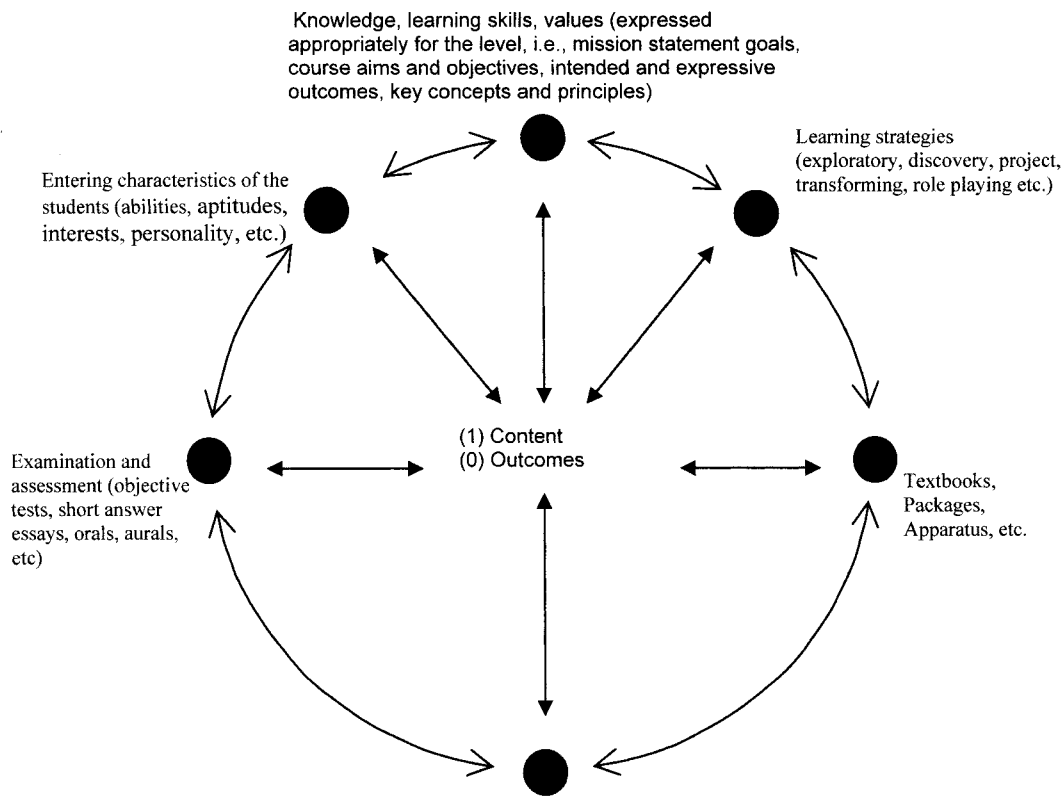 Knowledge, learning skills, values (expressed
appropriately for the level, i.e., mission statement goals,
course aims and objectives, intended and expressive
outcomes, key concepts and principles)
Learning strategies
(exploratory, discovery, project,
transforming, role playing etc.)
Entering characteristics of the
students (abilities, aptitudes,
interests, personality, etc.)
(1) Content
(0) Outcomes
Examination and
assessment (objective
tests, short answer
essays, orals, aurals,
etc)
Textbooks,
Packages,
Apparatus, etc.